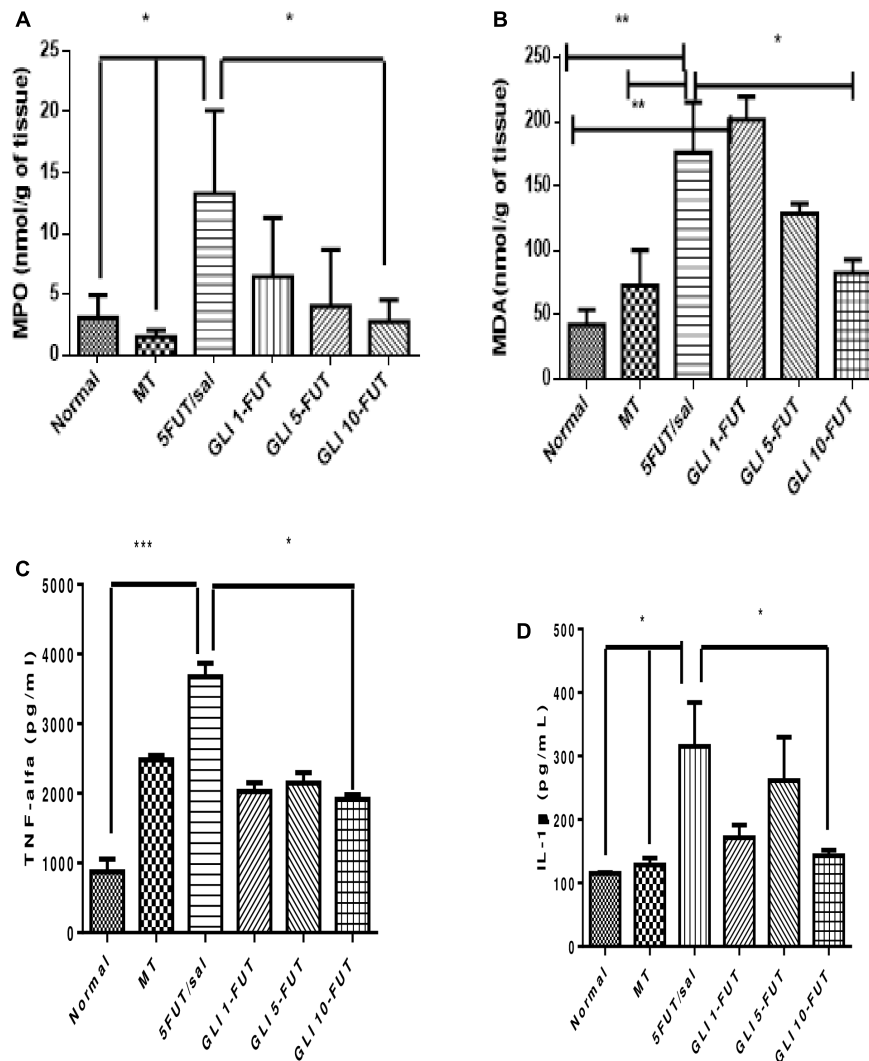 A
*
*
MPO (nmol/g of tissue)
25
20
15
10
5
0
Normal
MT
5FUT/sal
GLI 1-FUT
GLI 5-FUT
GLI 10-FUT
B
**
*
**
MDA(nmol/g of tissue)
250
200
150
100
50
0
Normal
MT
5FUT/sal
GLI 1-FUT
GLI 5-FUT
GLI 10-FUT
C
***
*
TNF-alfa (pg/ml)
5000
4000
3000
2000
1000
0
Normal
MT
5FUT/sal
GLI 1-FUT
GLI 5-FUT
GLI 10-FUT
D
*
*
(pg/mL)
500
400
300
200
100
0
Normal
MT
5FUT/sal
GLI 1-FUT
GLI 5-FUT
GLI 10-FUT